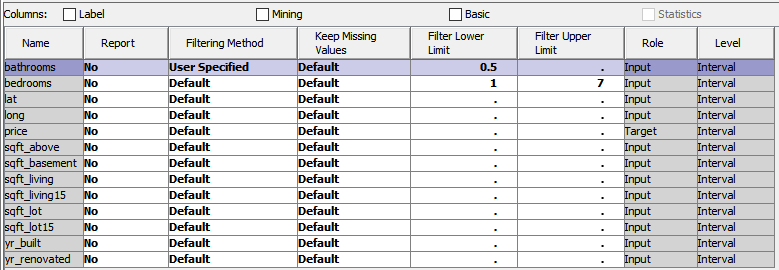 Columns: Label Mining Basic Statistics
Name Report Filtering Method Keep Missing Values Filter Lower Limit Filter Upper Limit Role Level
bathrooms No User Specified Default 0.5 . Input Interval
bedrooms No Default Default 1 7 Input Interval
lat No Default Default . . Input Interval
long No Default Default . . Input Interval
price No Default Default . . Target Interval
sqft_above No Default Default . . Input Interval
sqft_basement No Default Default . . Input Interval
sqft_living No Default Default . . Input Interval
sqft_living15 No Default Default . . Input Interval
sqft_lot No Default Default . . Input Interval
sqft_lot15 No Default Default . . Input Interval
yr_built No Default Default . . Input Interval
yr_renovated No Default Default . . Input Interval